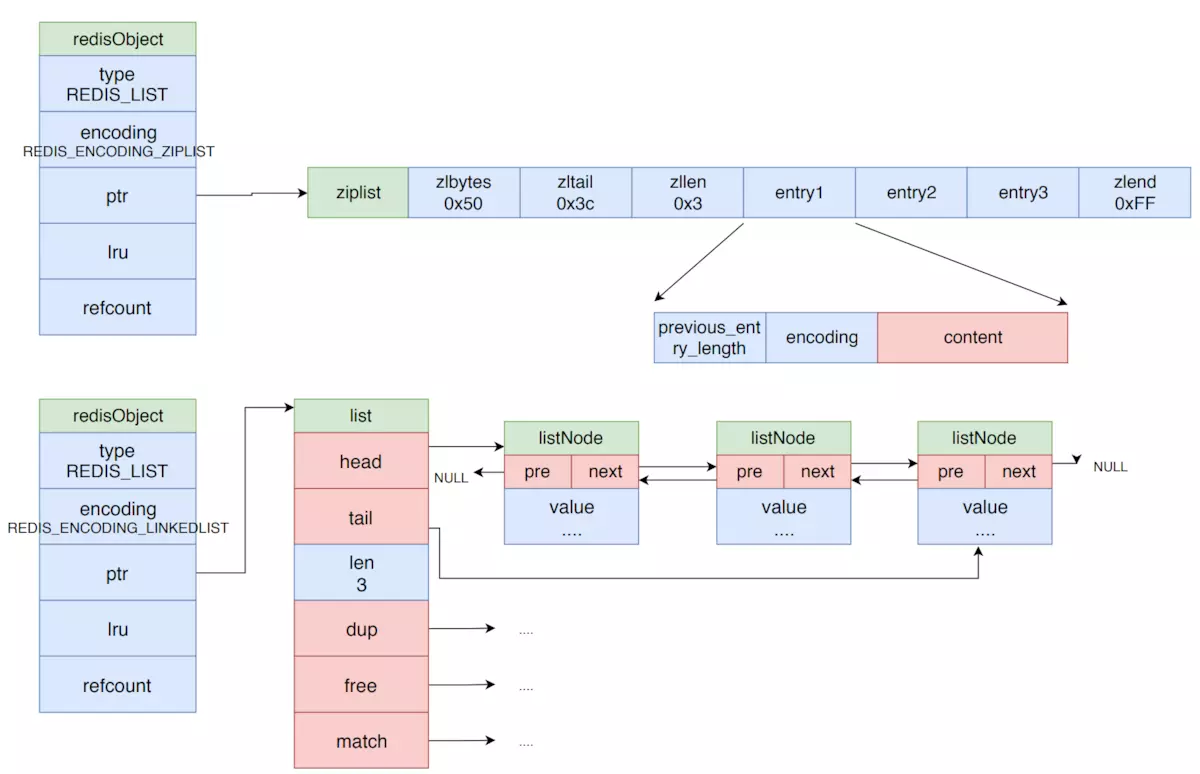 redisObject
type
REDIS_LIST
encoding
REDIS_ENCODING_ZIPLIST
ptr
lru
refcount
ziplist
zlbytes
0x50
zltail
0x3c
zllen
0x3
entry1
entry2
entry3
zlend
0xFF
previous_ent
ry_length
encoding
content
redisObject
type
REDIS_LIST
encoding
REDIS_ENCODING_LINKEDLIST
ptr
lru
refcount
list
head
tail
len
3
dup
....
free
....
match
....
NULL
listNode
pre
next
value
....
listNode
pre
next
value
....
listNode
pre
next
value
....
NULL